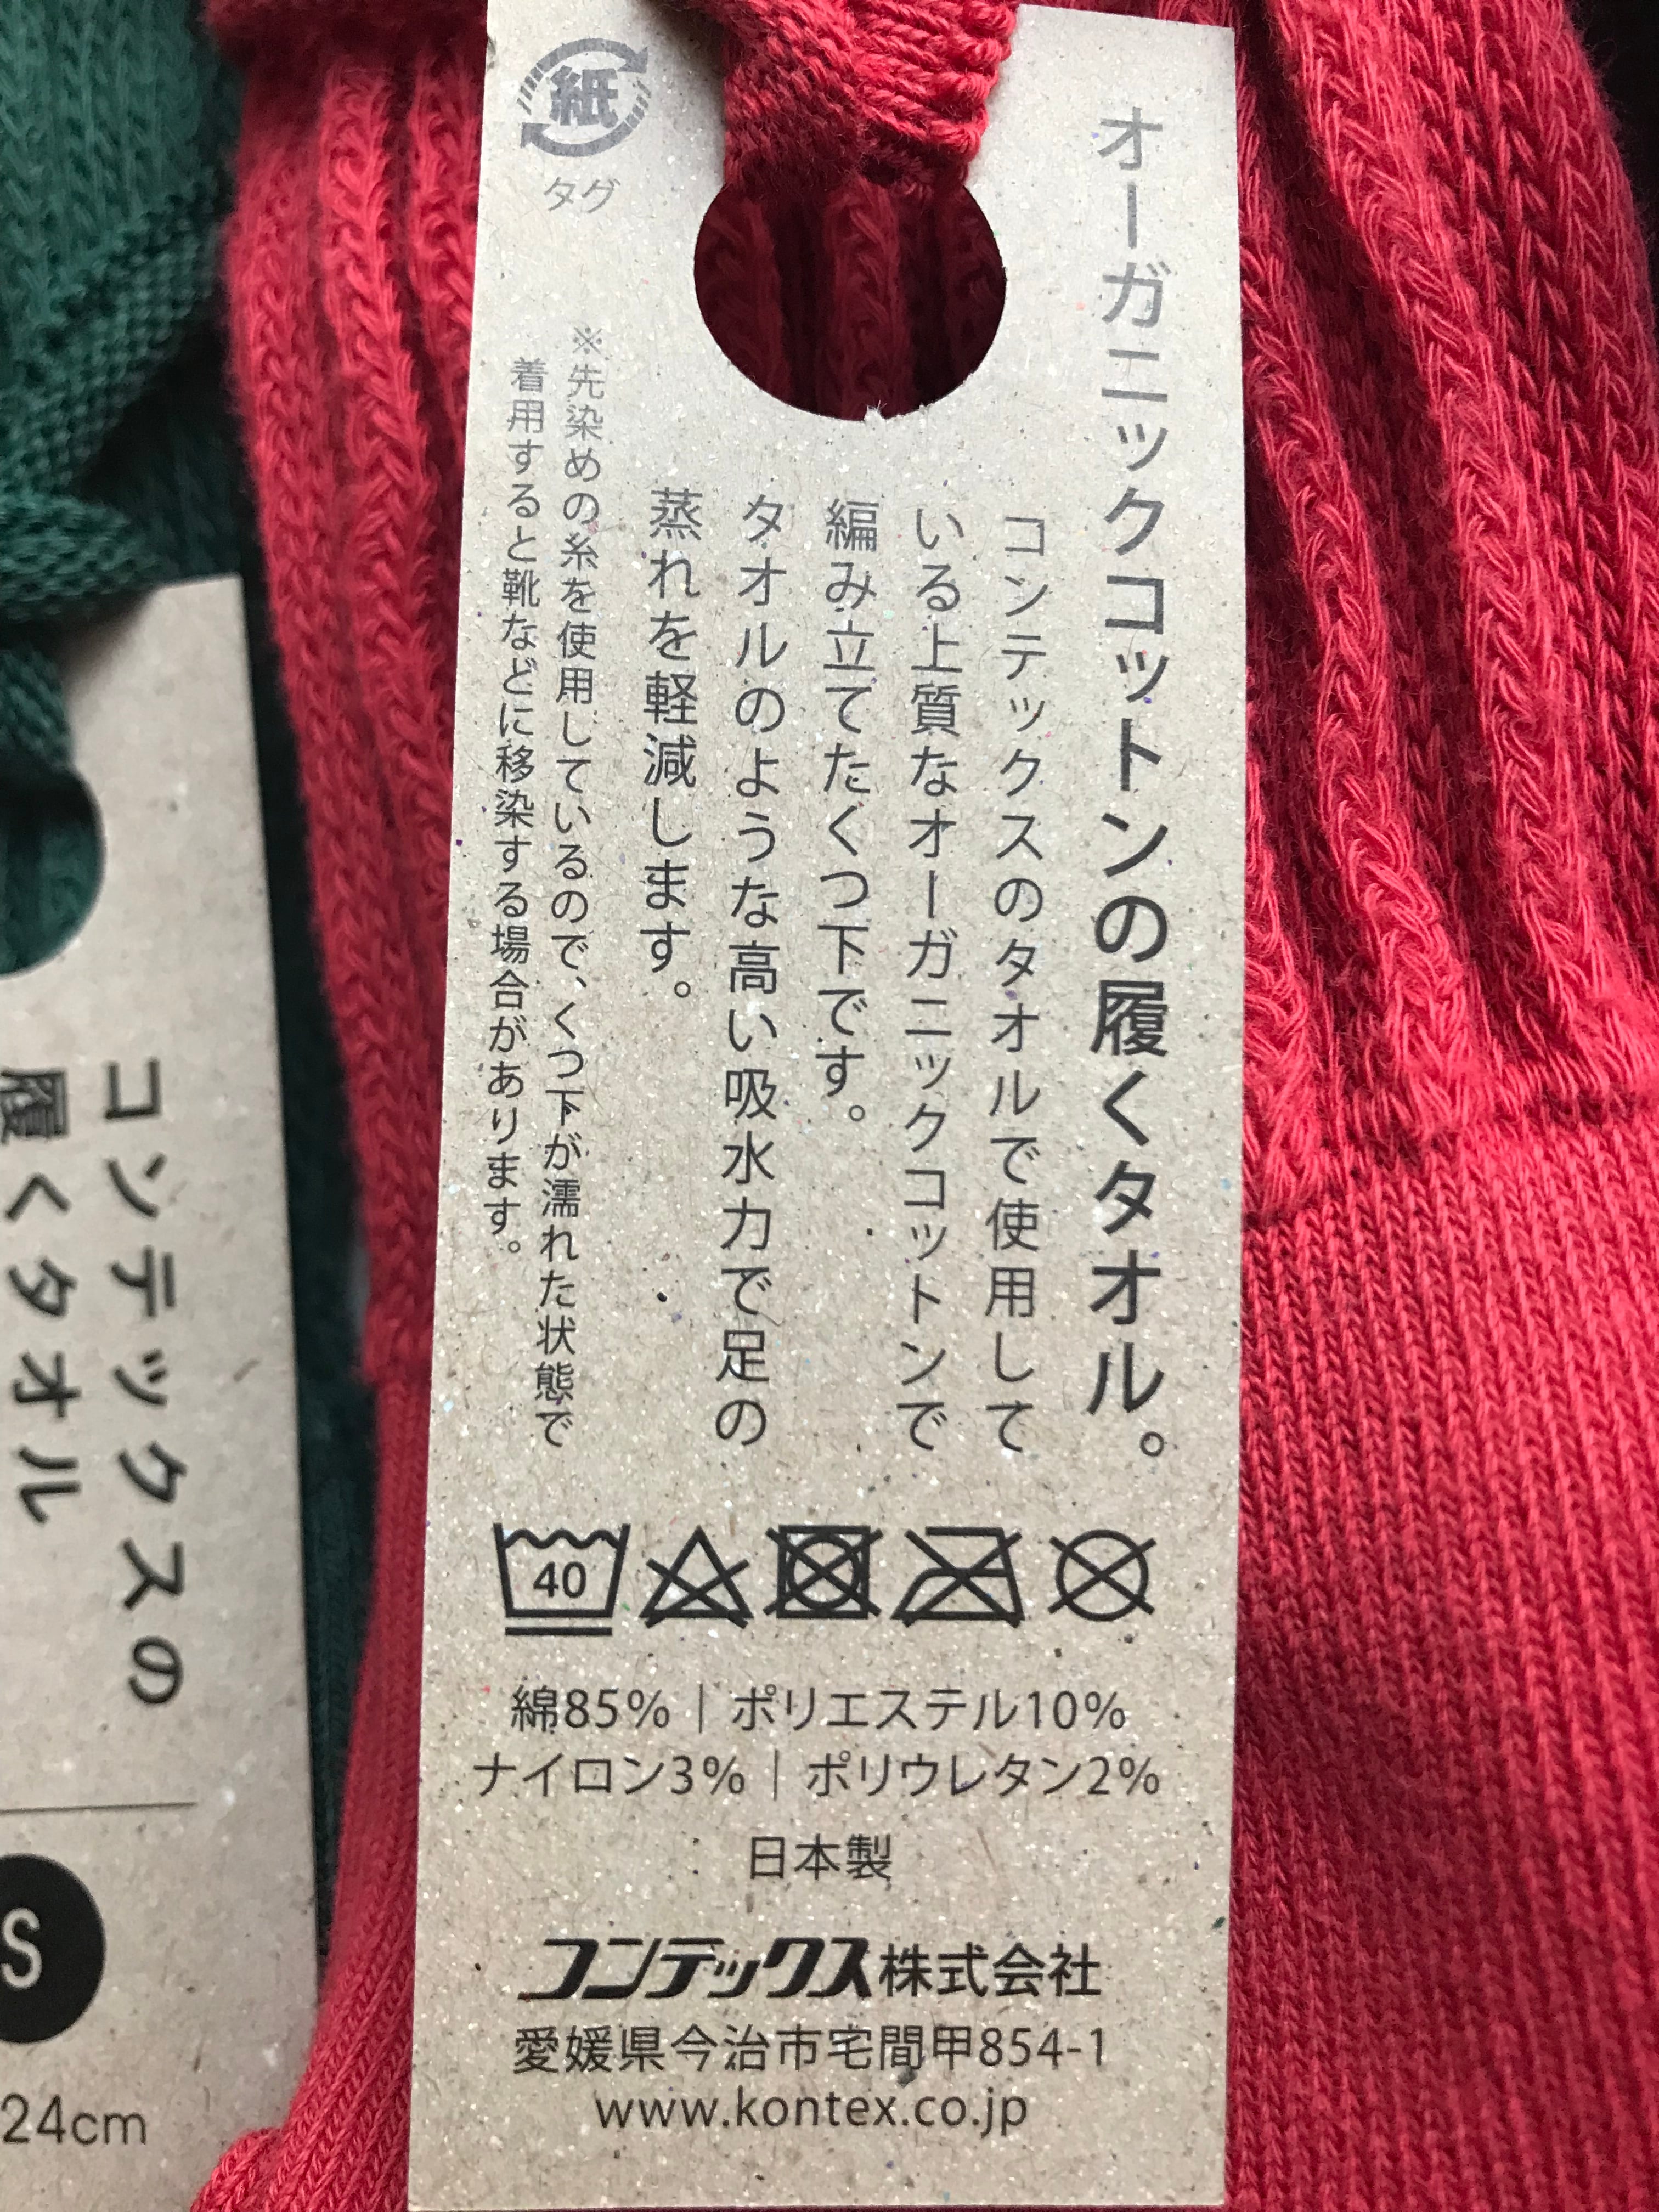 オーガニックコットンの履くタオル。
コンテックスのタオルで使用して
いる上質なオーガニックコットンで
編み立てたくつ下です。
タオルのような高い吸水力で足の
蒸れを軽減します。
※先染めの糸を使用しているので、くつ下が濡れた状態で
着用すると靴などに移染する場合があります。
紙
タグ
40
綿85%｜ポリエステル10%
ナイロン3%｜ポリウレタン2%
日本製
コンテックス株式会社
愛媛県今治市宅間甲854-1
www.kontex.co.jp
コンテックスの
履くタオル
S
24cm